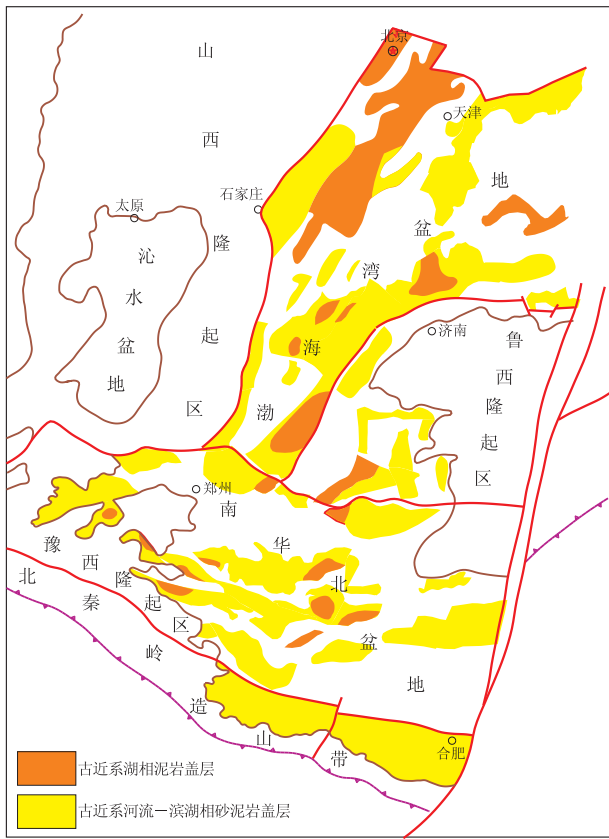 北京
天津
石家庄
太原
济南
郑州
合肥
山西隆起区
沁水盆地
渤海湾盆地
鲁西隆起区
南华北盆地
豫西隆起区
北秦岭造山带
古近系湖相泥岩盖层
古近系河流—滨湖相砂泥岩盖层